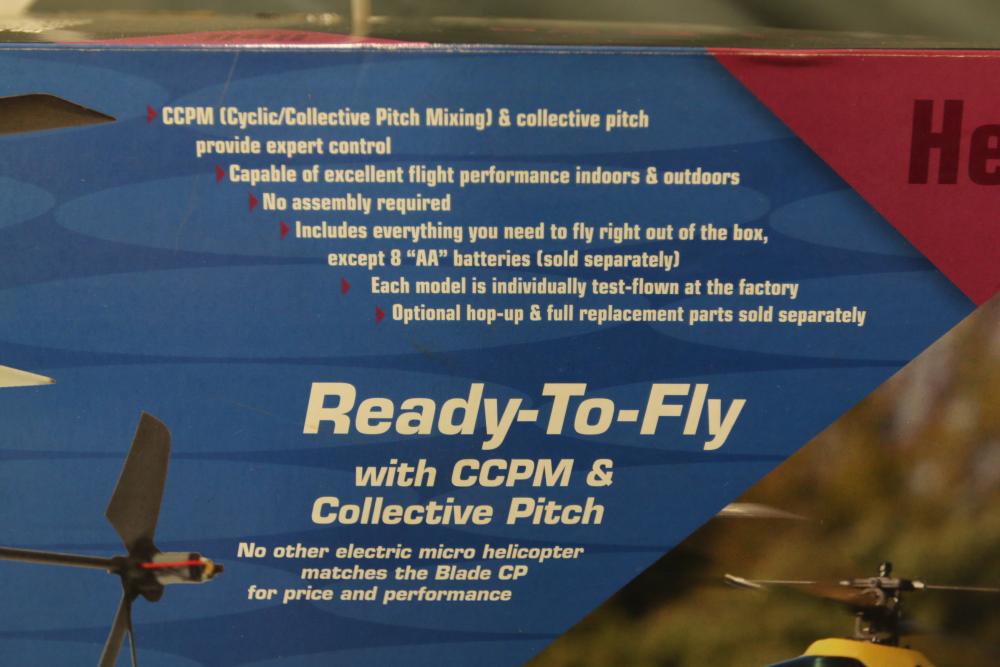 CCPM (Cyclic/Collective Pitch Mixing) & collective pitch
provide expert control
Capable of excellent flight performance indoors & outdoors
No assembly required
Includes everything you need to fly right out of the box,
except 8 “AA” batteries (sold separately)
Each model is individually test-flown at the factory
Optional hop-up & full replacement parts sold separately
He
Ready-To-Fly
with CCPM &
Collective Pitch
No other electric micro helicopter
matches the Blade CP
for price and performance